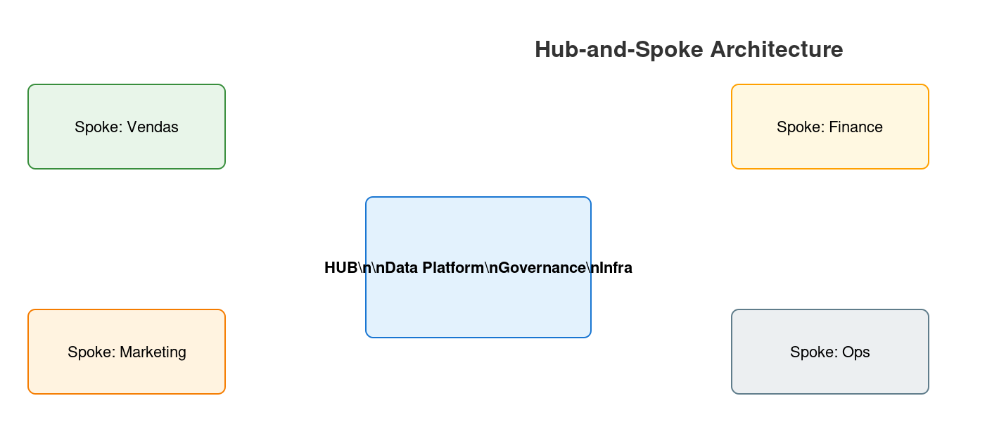 Hub-and-Spoke Architecture
Spoke: Vendas
Spoke: Finance
HUB\n\nData Platform\nGovernance\nInfra
Spoke: Marketing
Spoke: Ops